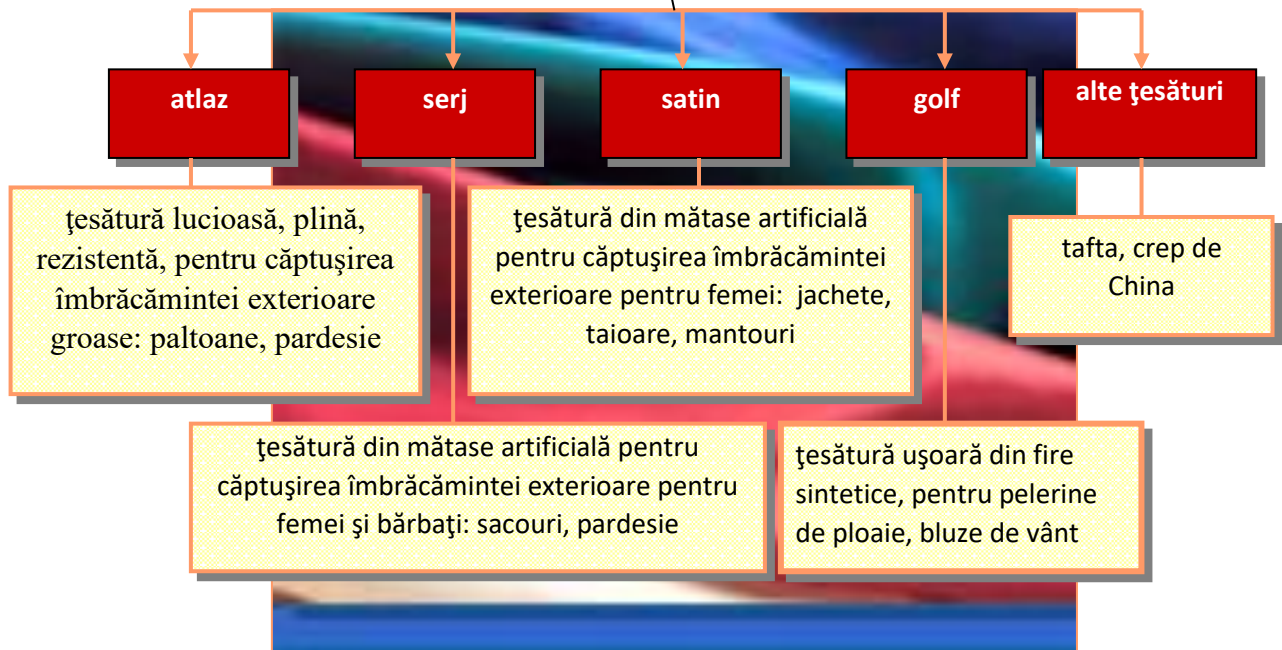 atlaz
serj
satin
golf
alte ţesături
ţesătură lucioasă, plină,
rezistentă, pentru căptuşirea
îmbrăcămintei exterioare
groase: paltoane, pardesie
ţesătură din mătase artificială
pentru căptuşirea îmbrăcămintei
exterioare pentru femei: jachete,
taioare, mantouri
tafta, crep de
China
ţesătură din mătase artificială pentru
căptuşirea îmbrăcămintei exterioare pentru
femei şi bărbaţi: sacouri, pardesie
ţesătură uşoară din fire
sintetice, pentru pelerine
de ploaie, bluze de vânt